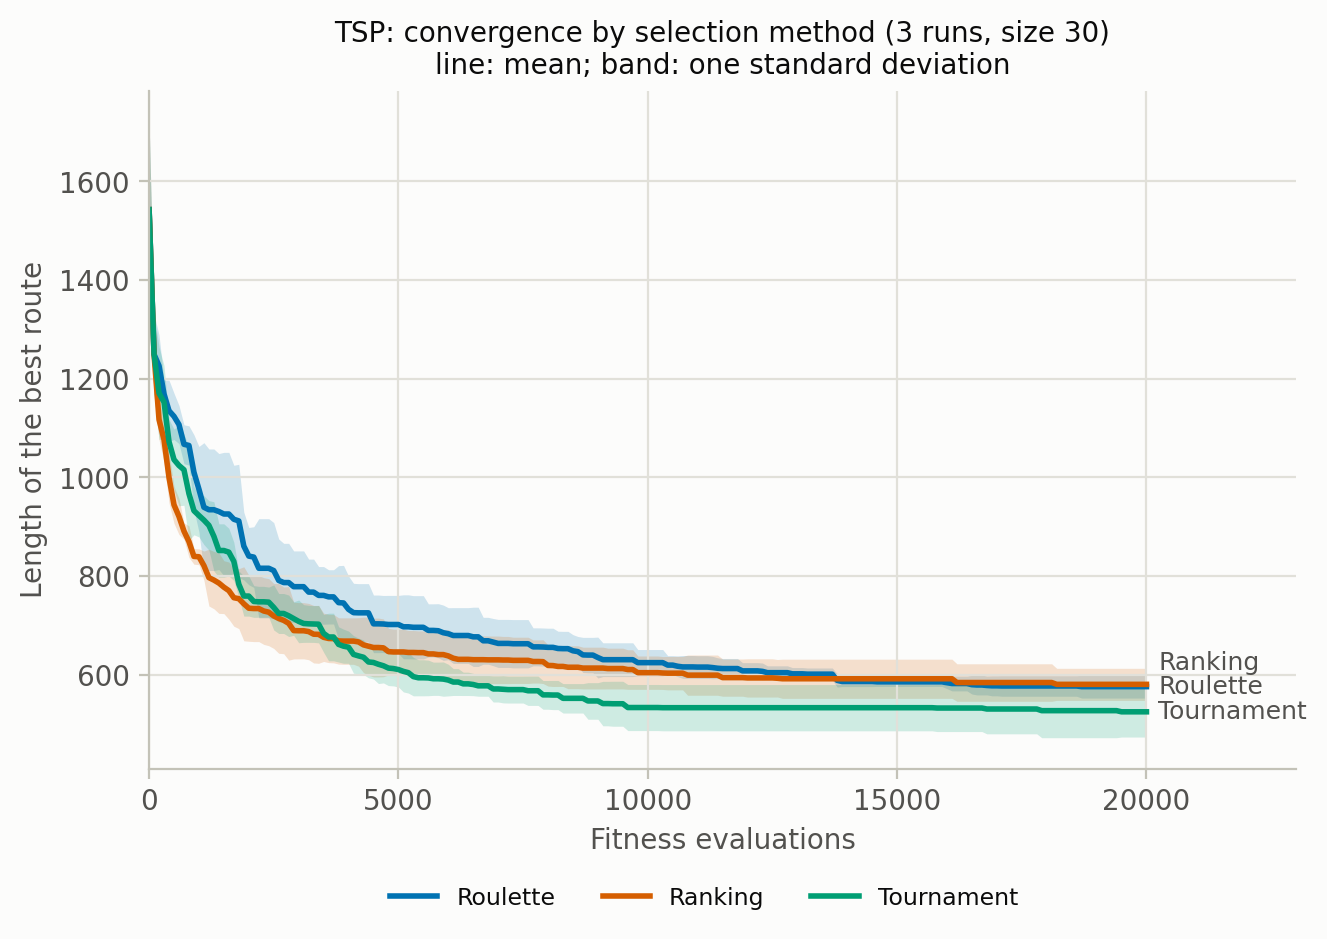 TSP: convergence by selection method (3 runs, size 30)
line: mean; band: one standard deviation
Length of the best route
1600
1400
1200
1000
800
600
Ranking
Roulette
Tournament
0
5000
10000
15000
20000
Fitness evaluations
Roulette
Ranking
Tournament